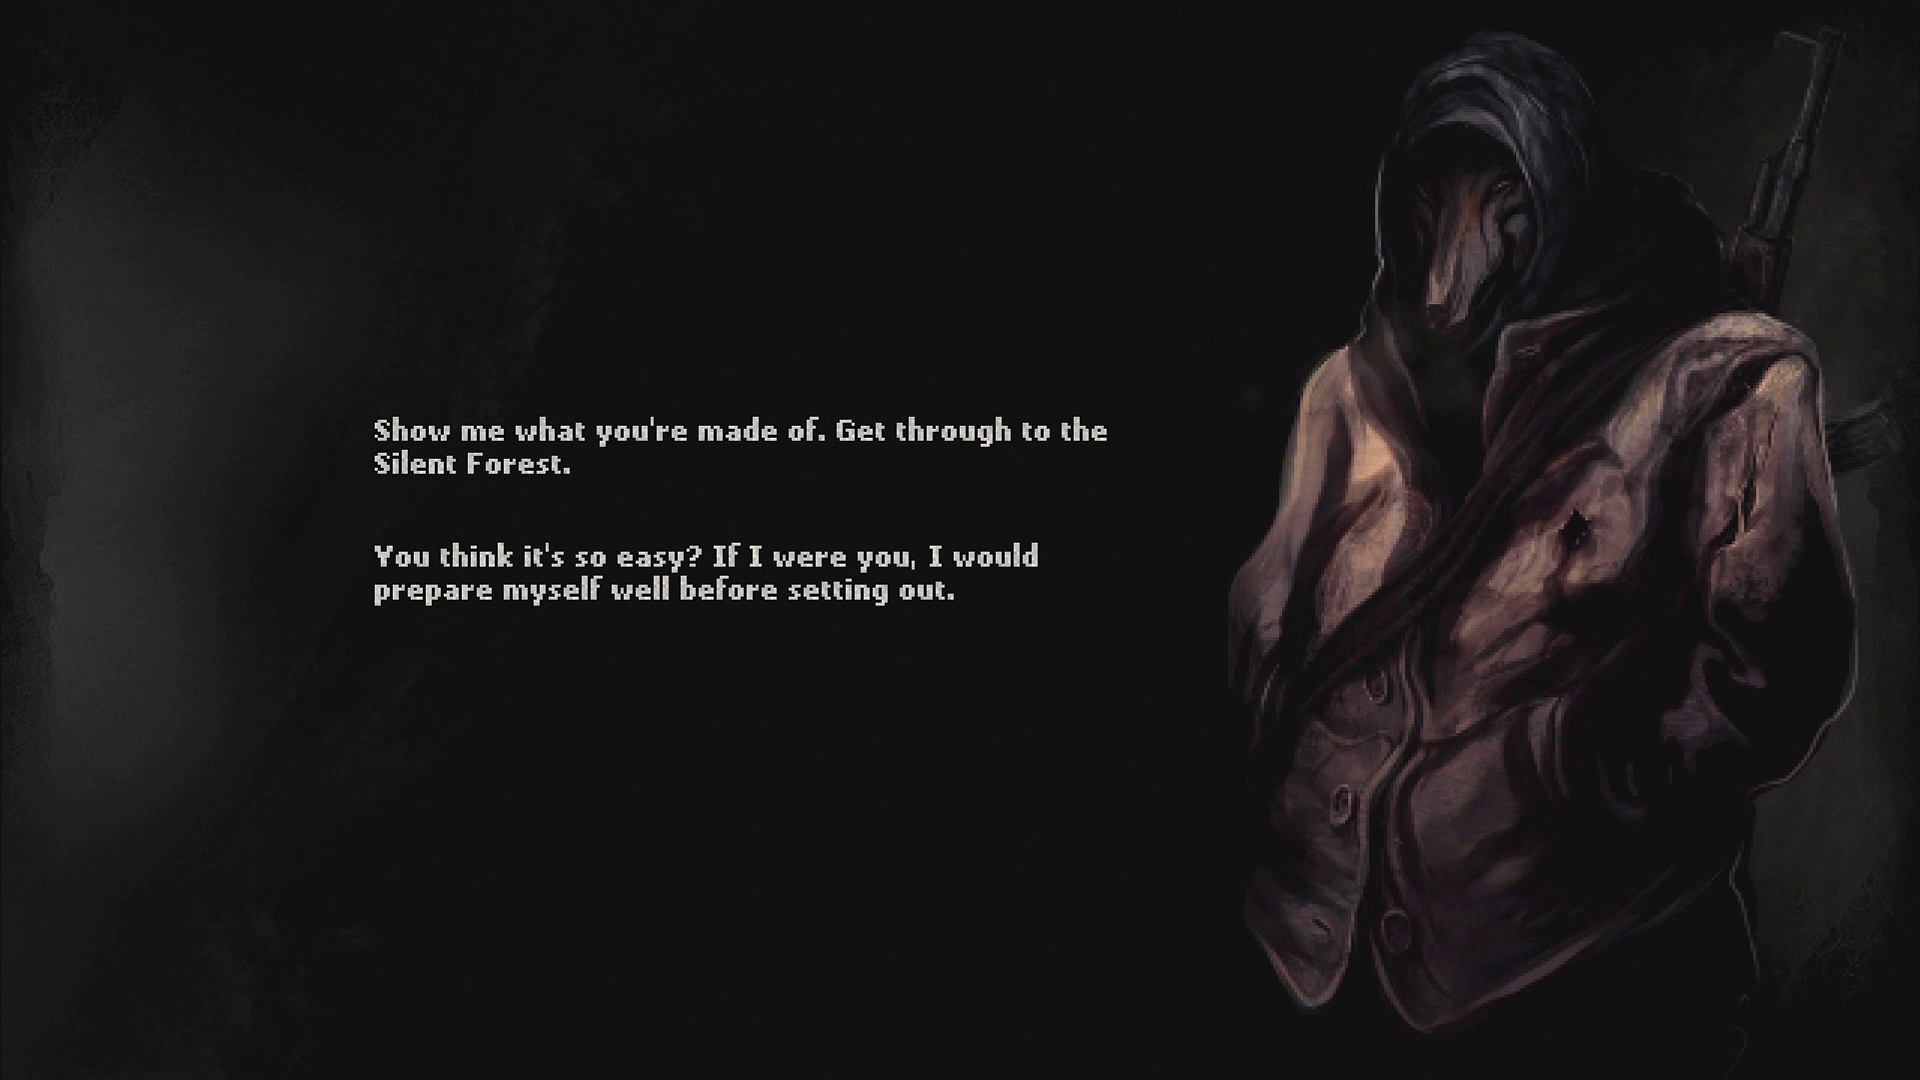 Show me what you're made of. Get through to the
Silent Forest.
You think it's so easy? If I were you, I would
prepare myself well before setting out.